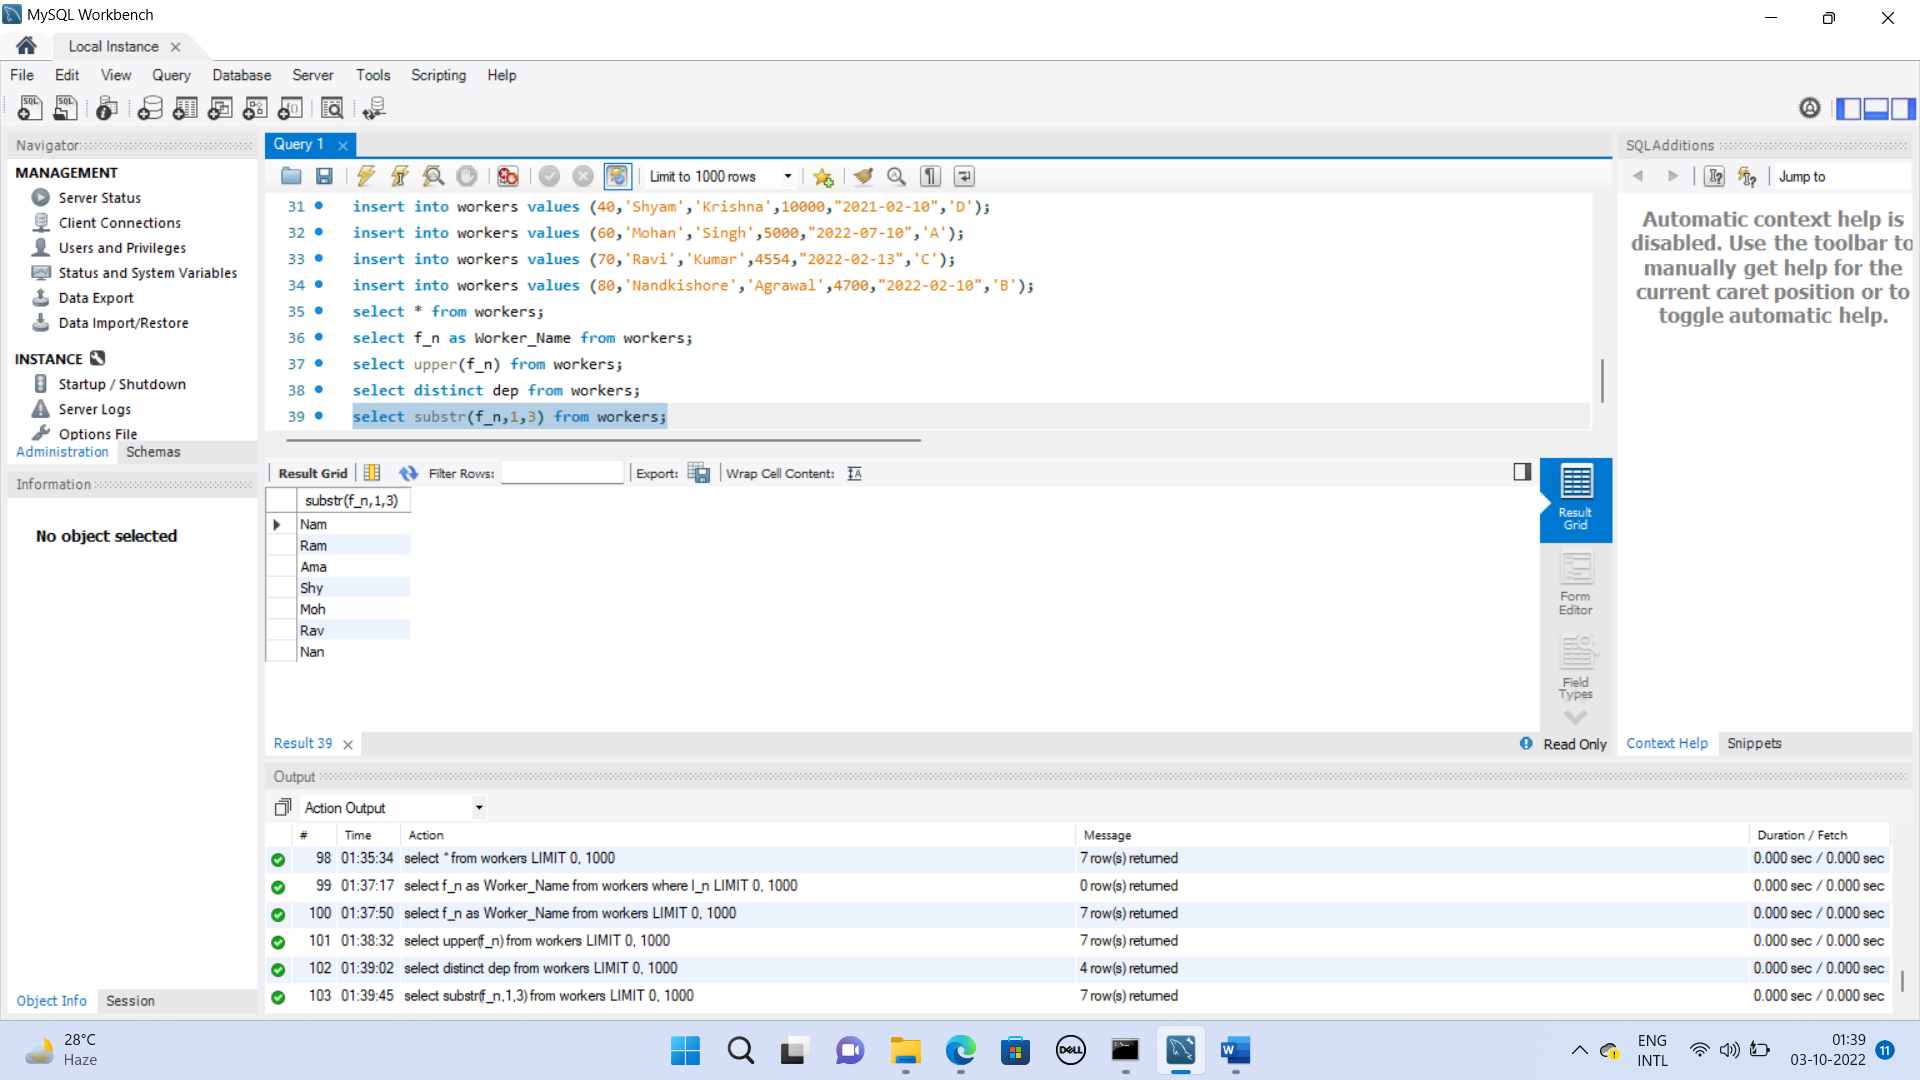 MySQL Workbench
Local Instance
File Edit View Query Database Server Tools Scripting Help
Navigator
MANAGEMENT
Server Status
Client Connections
Users and Privileges
Status and System Variables
Data Export
Data Import/Restore
INSTANCE
Startup / Shutdown
Server Logs
Options File
Administration Schemas
Information
No object selected
Object Info Session
Query 1
Limit to 1000 rows
31 insert into workers values (40,'Shyam','Krishna',10000,"2021-02-10",'D');
32 insert into workers values (60,'Mohan','Singh',5000,"2022-07-10",'A');
33 insert into workers values (70,'Ravi','Kumar',4554,"2022-02-13",'C');
34 insert into workers values (80,'Nandkishore','Agrawal',4700,"2022-02-10",'B');
35 select * from workers;
36 select f_n as Worker_Name from workers;
37 select upper(f_n) from workers;
38 select distinct dep from workers;
39 select substr(f_n,1,3) from workers;
Result Grid Filter Rows: Export: Wrap Cell Content:
substr(f_n,1,3)
Nam
Ram
Ama
Shy
Moh
Rav
Nan
Result Grid
Form Editor
Field Types
Result 39
Read Only
SQLAdditions
Jump to
Automatic context help is
disabled. Use the toolbar to
manually get help for the
current caret position or to
toggle automatic help.
Context Help Snippets
Output
Action Output
# Time Action Message Duration / Fetch
98 01:35:34 select * from workers LIMIT 0, 1000 7 row(s) returned 0.000 sec / 0.000 sec
99 01:37:17 select f_n as Worker_Name from workers where l_n LIMIT 0, 1000 0 row(s) returned 0.000 sec / 0.000 sec
100 01:37:50 select f_n as Worker_Name from workers LIMIT 0, 1000 7 row(s) returned 0.000 sec / 0.000 sec
101 01:38:32 select upper(f_n) from workers LIMIT 0, 1000 7 row(s) returned 0.000 sec / 0.000 sec
102 01:39:02 select distinct dep from workers LIMIT 0, 1000 4 row(s) returned 0.000 sec / 0.000 sec
103 01:39:45 select substr(f_n,1,3) from workers LIMIT 0, 1000 7 row(s) returned 0.000 sec / 0.000 sec
28°C
Haze
DELL
W
ENG
INTL
01:39
03-10-2022
11